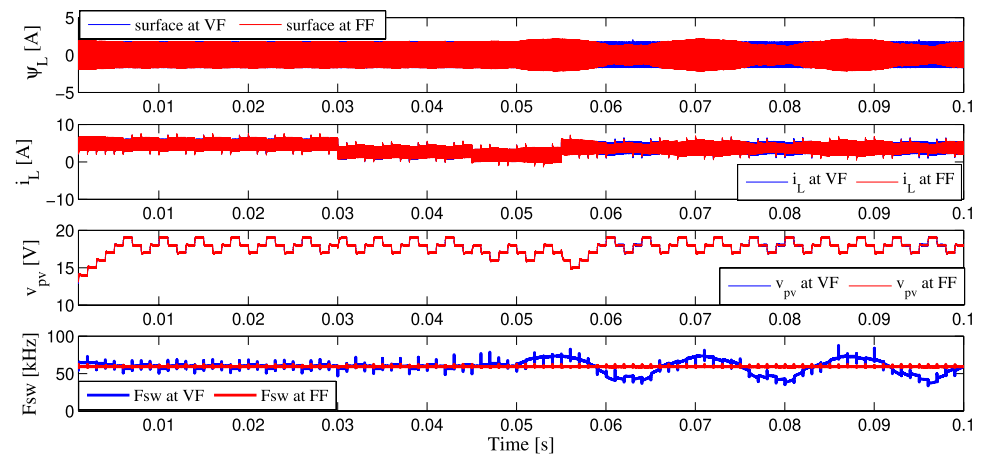 surface at VF surface at FF
ψL [A]
5
0
−5
0.01 0.02 0.03 0.04 0.05 0.06 0.07 0.08 0.09 0.1
iL [A]
10
0
−10
iL at VF iL at FF
0.01 0.02 0.03 0.04 0.05 0.06 0.07 0.08 0.09 0.1
vpv [V]
20
15
10
vpv at VF vpv at FF
0.01 0.02 0.03 0.04 0.05 0.06 0.07 0.08 0.09 0.1
Fsw [kHz]
100
50
0
Fsw at VF Fsw at FF
0.01 0.02 0.03 0.04 0.05 0.06 0.07 0.08 0.09 0.1
Time [s]